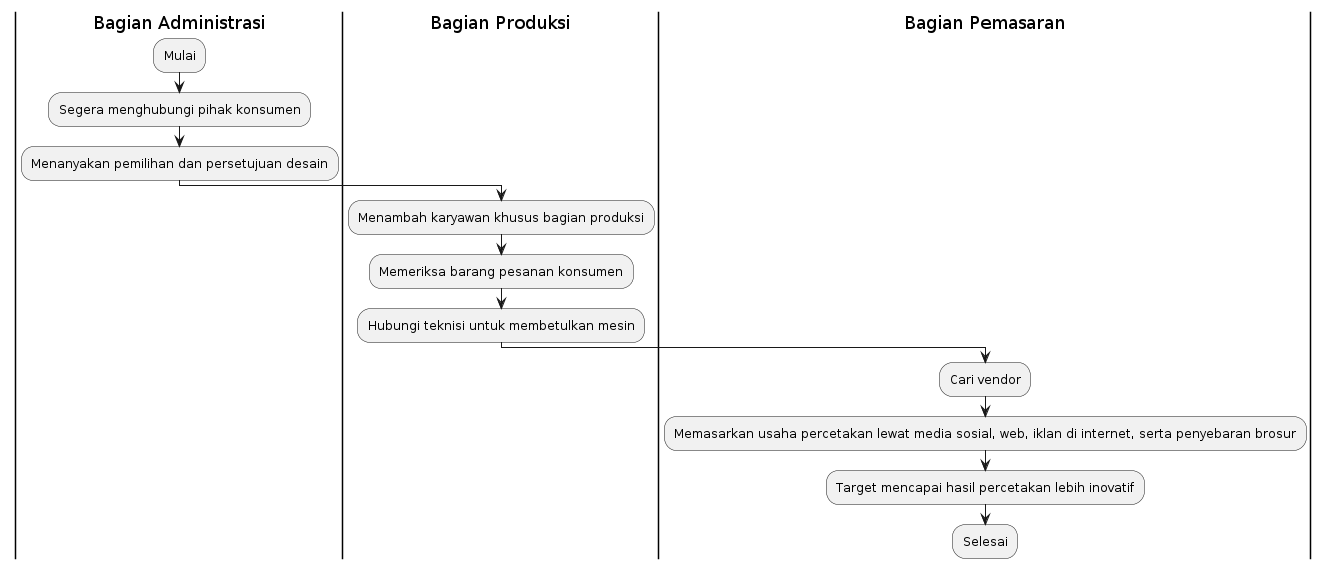 Bagian Administrasi
Bagian Produksi
Bagian Pemasaran
Mulai
Segera menghubungi pihak konsumen
Menanyakan pemilihan dan persetujuan desain
Menambah karyawan khusus bagian produksi
Memeriksa barang pesanan konsumen
Hubungi teknisi untuk membetulkan mesin
Cari vendor
Memasarkan usaha percetakan lewat media sosial, web, iklan di internet, serta penyebaran brosur
Target mencapai hasil percetakan lebih inovatif
Selesai